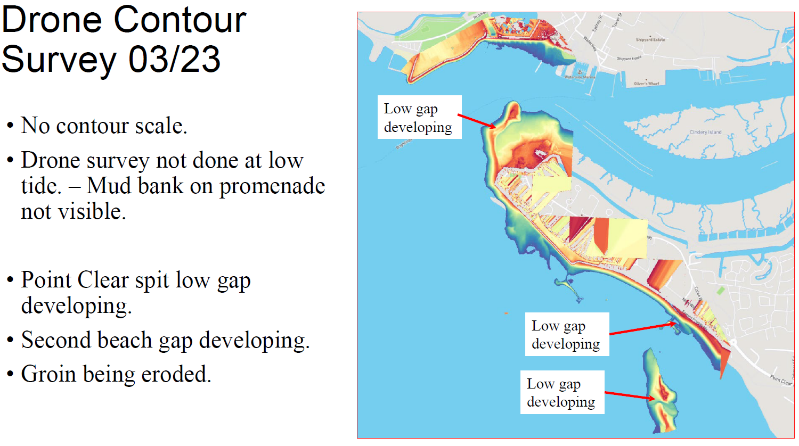 Drone Contour
Survey 03/23
• No contour scale.
• Drone survey not done at low
tide. – Mud bank on promenade
not visible.
• Point Clear spit low gap
developing.
• Second beach gap developing.
• Groin being eroded.
Low gap
developing
Low gap
developing
Low gap
developing
Cindery Island